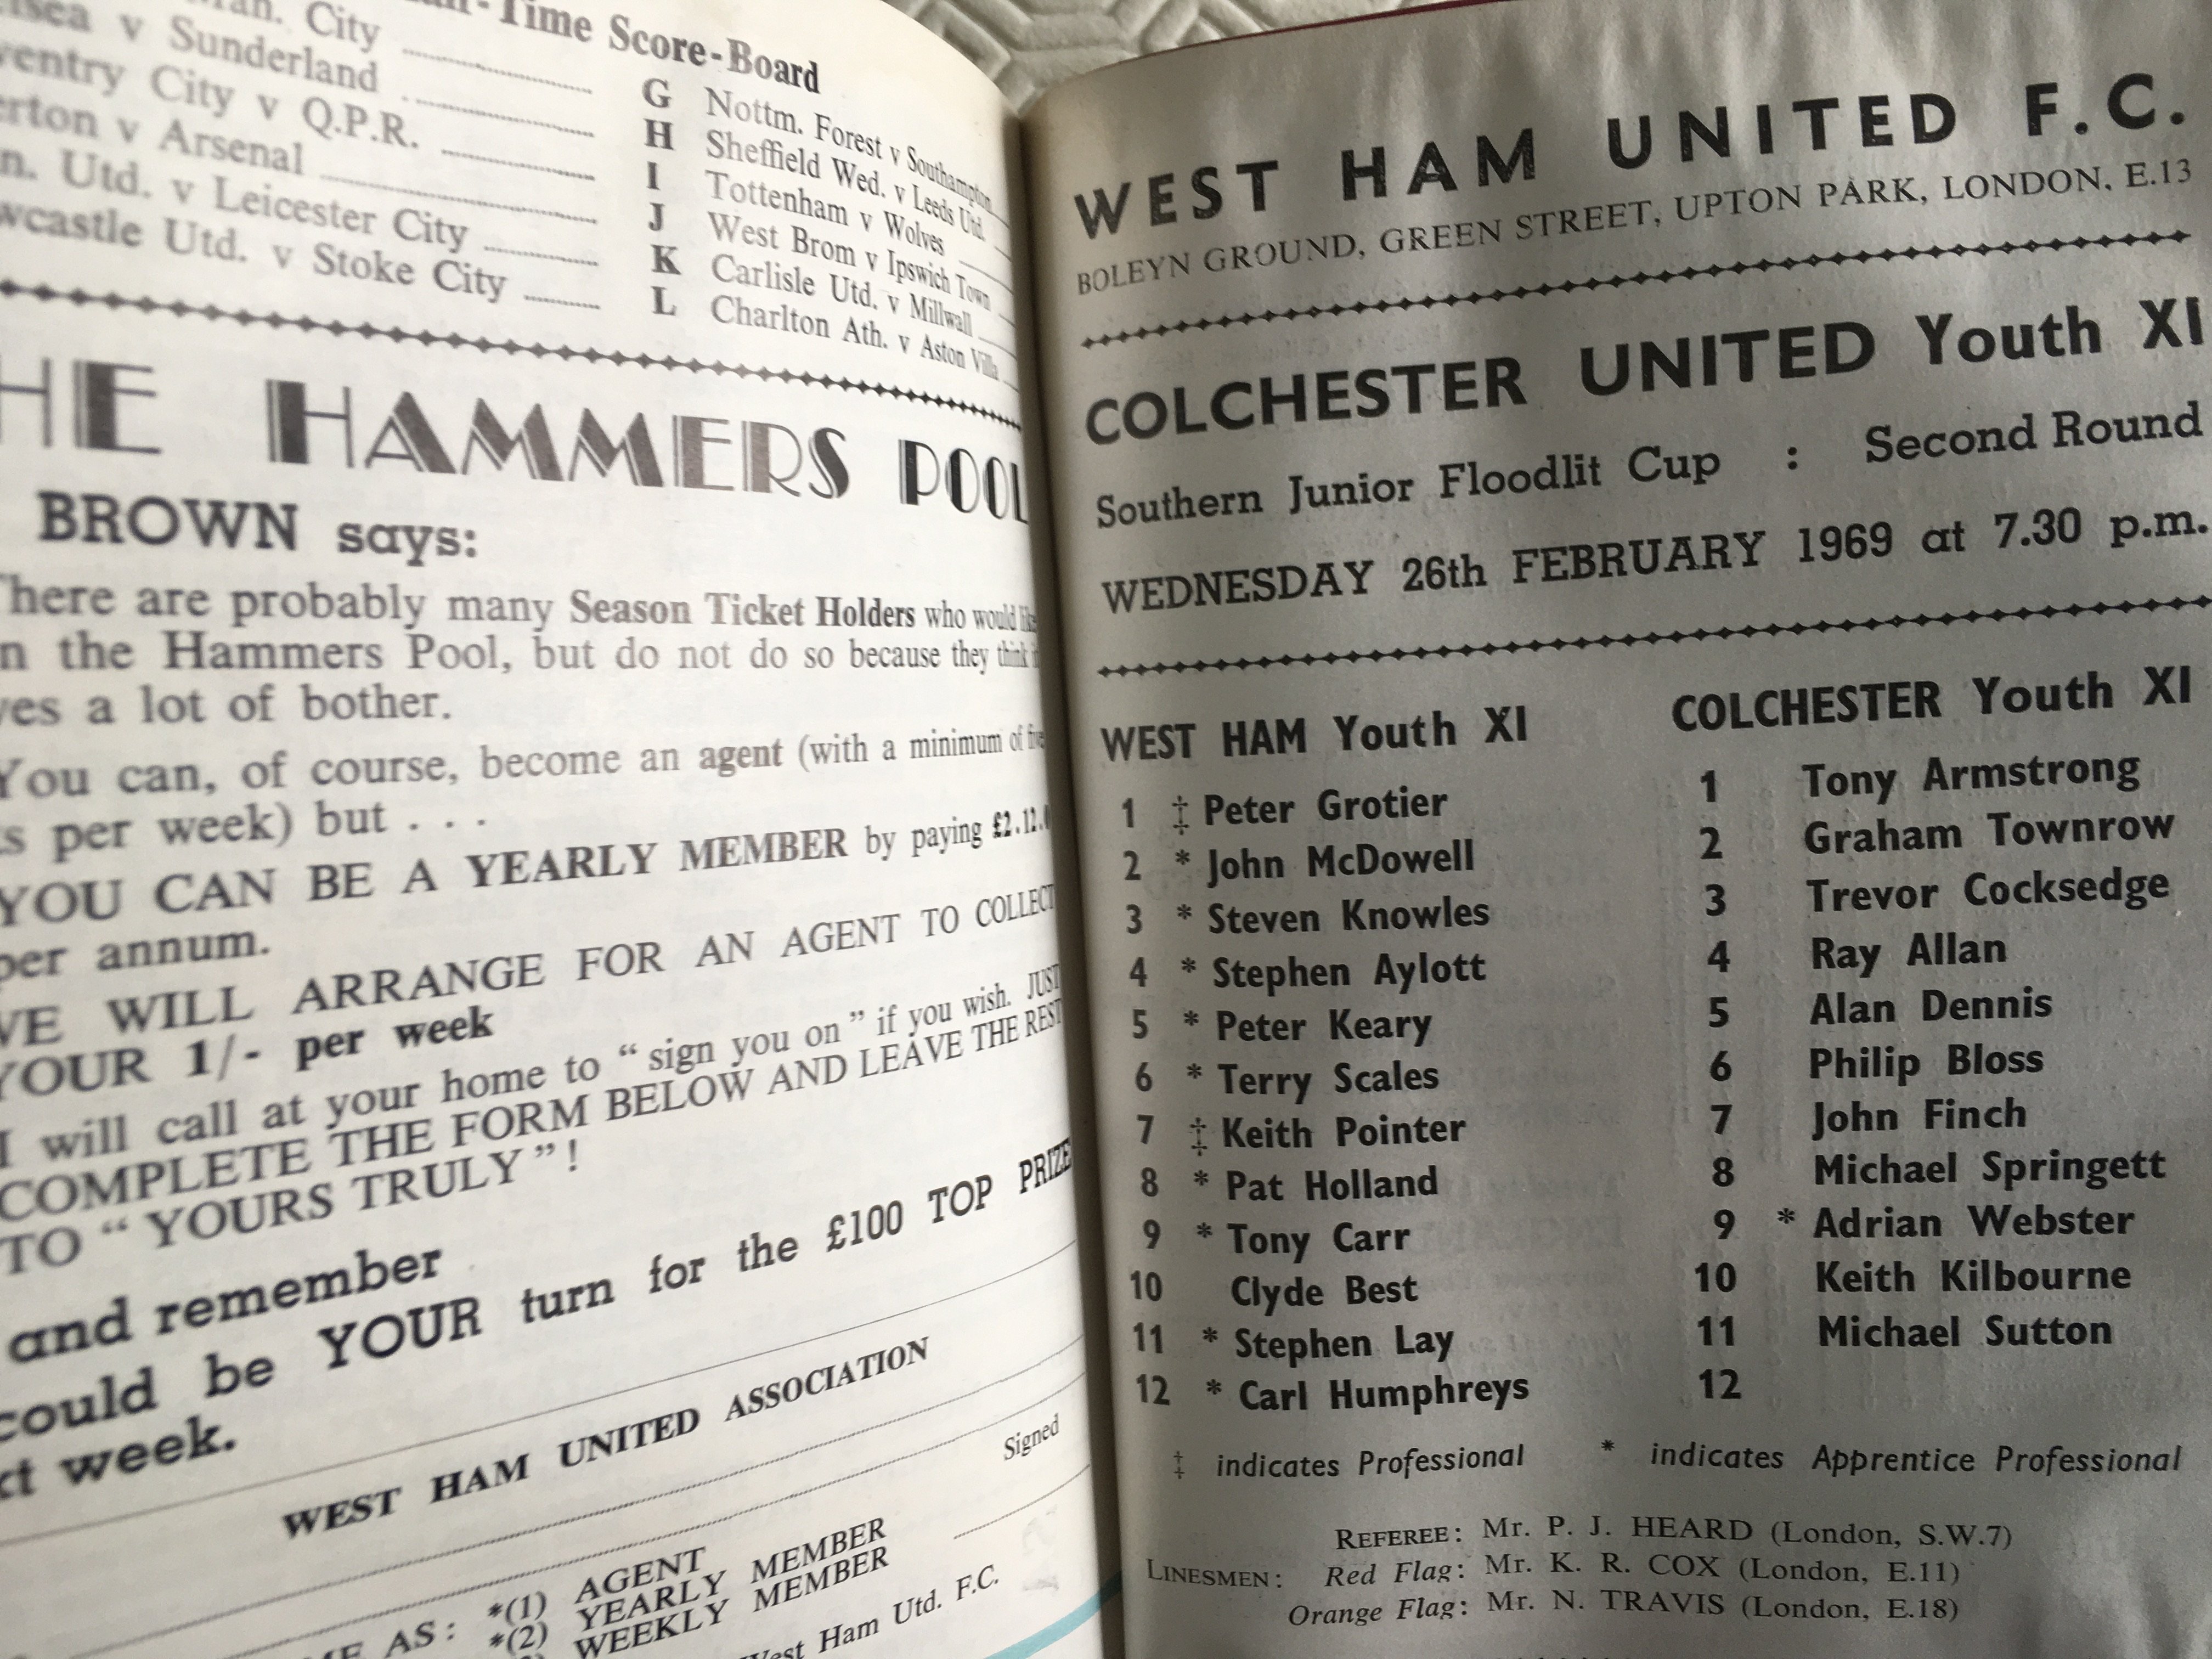 Time Score-Board
Man. City
v Sunderland
City v Q.P.R.
v Arsenal
Utd. v Leicester City
Utd. v Stoke City
G Nottm. Forest v Southampton
H Sheffield Wed. v Leeds Utd.
I Tottenham v Wolves
J West Brom v Ipswich Town
K Carlisle Utd. v Millwall
L Charlton Ath. v Aston Villa
HAMMERS POOL
BROWN says:
There are probably many Season Ticket Holders who would like
in the Hammers Pool, but do not do so because they think
a lot of bother.
You can, of course, become an agent (with a minimum of five
per week) but . . .
YOU CAN BE A YEARLY MEMBER by paying £2.12.0
per annum.
WE WILL ARRANGE FOR AN AGENT TO COLLECT
YOUR 1/- per week
I will call at your home to “ sign you on ” if you wish. JUST
COMPLETE THE FORM BELOW AND LEAVE THE REST
TO “ YOURS TRULY ” !
and remember
could be YOUR turn for the £100 TOP PRIZE
week.
WEST HAM UNITED ASSOCIATION
Signed
AS : *(1) AGENT
*(2) YEARLY MEMBER
WEEKLY MEMBER
West Ham Utd. F.C.
WEST HAM UNITED F.C.
BOLEYN GROUND, GREEN STREET, UPTON PARK, LONDON, E.13
COLCHESTER UNITED Youth XI
Southern Junior Floodlit Cup : Second Round
WEDNESDAY 26th FEBRUARY 1969 at 7.30 p.m.
WEST HAM Youth XI
1 ‡ Peter Grotier
2 * John McDowell
3 * Steven Knowles
4 * Stephen Aylott
5 * Peter Keary
6 * Terry Scales
7 ‡ Keith Pointer
8 * Pat Holland
9 * Tony Carr
10 Clyde Best
11 * Stephen Lay
12 * Carl Humphreys
COLCHESTER Youth XI
1 Tony Armstrong
2 Graham Townrow
3 Trevor Cocksedge
4 Ray Allan
5 Alan Dennis
6 Philip Bloss
7 John Finch
8 Michael Springett
9 * Adrian Webster
10 Keith Kilbourne
11 Michael Sutton
12
‡ indicates Professional * indicates Apprentice Professional
REFEREE : Mr. P. J. HEARD (London, S.W.7)
LINESMEN : Red Flag : Mr. K. R. COX (London, E.11)
Orange Flag : Mr. N. TRAVIS (London, E.18)